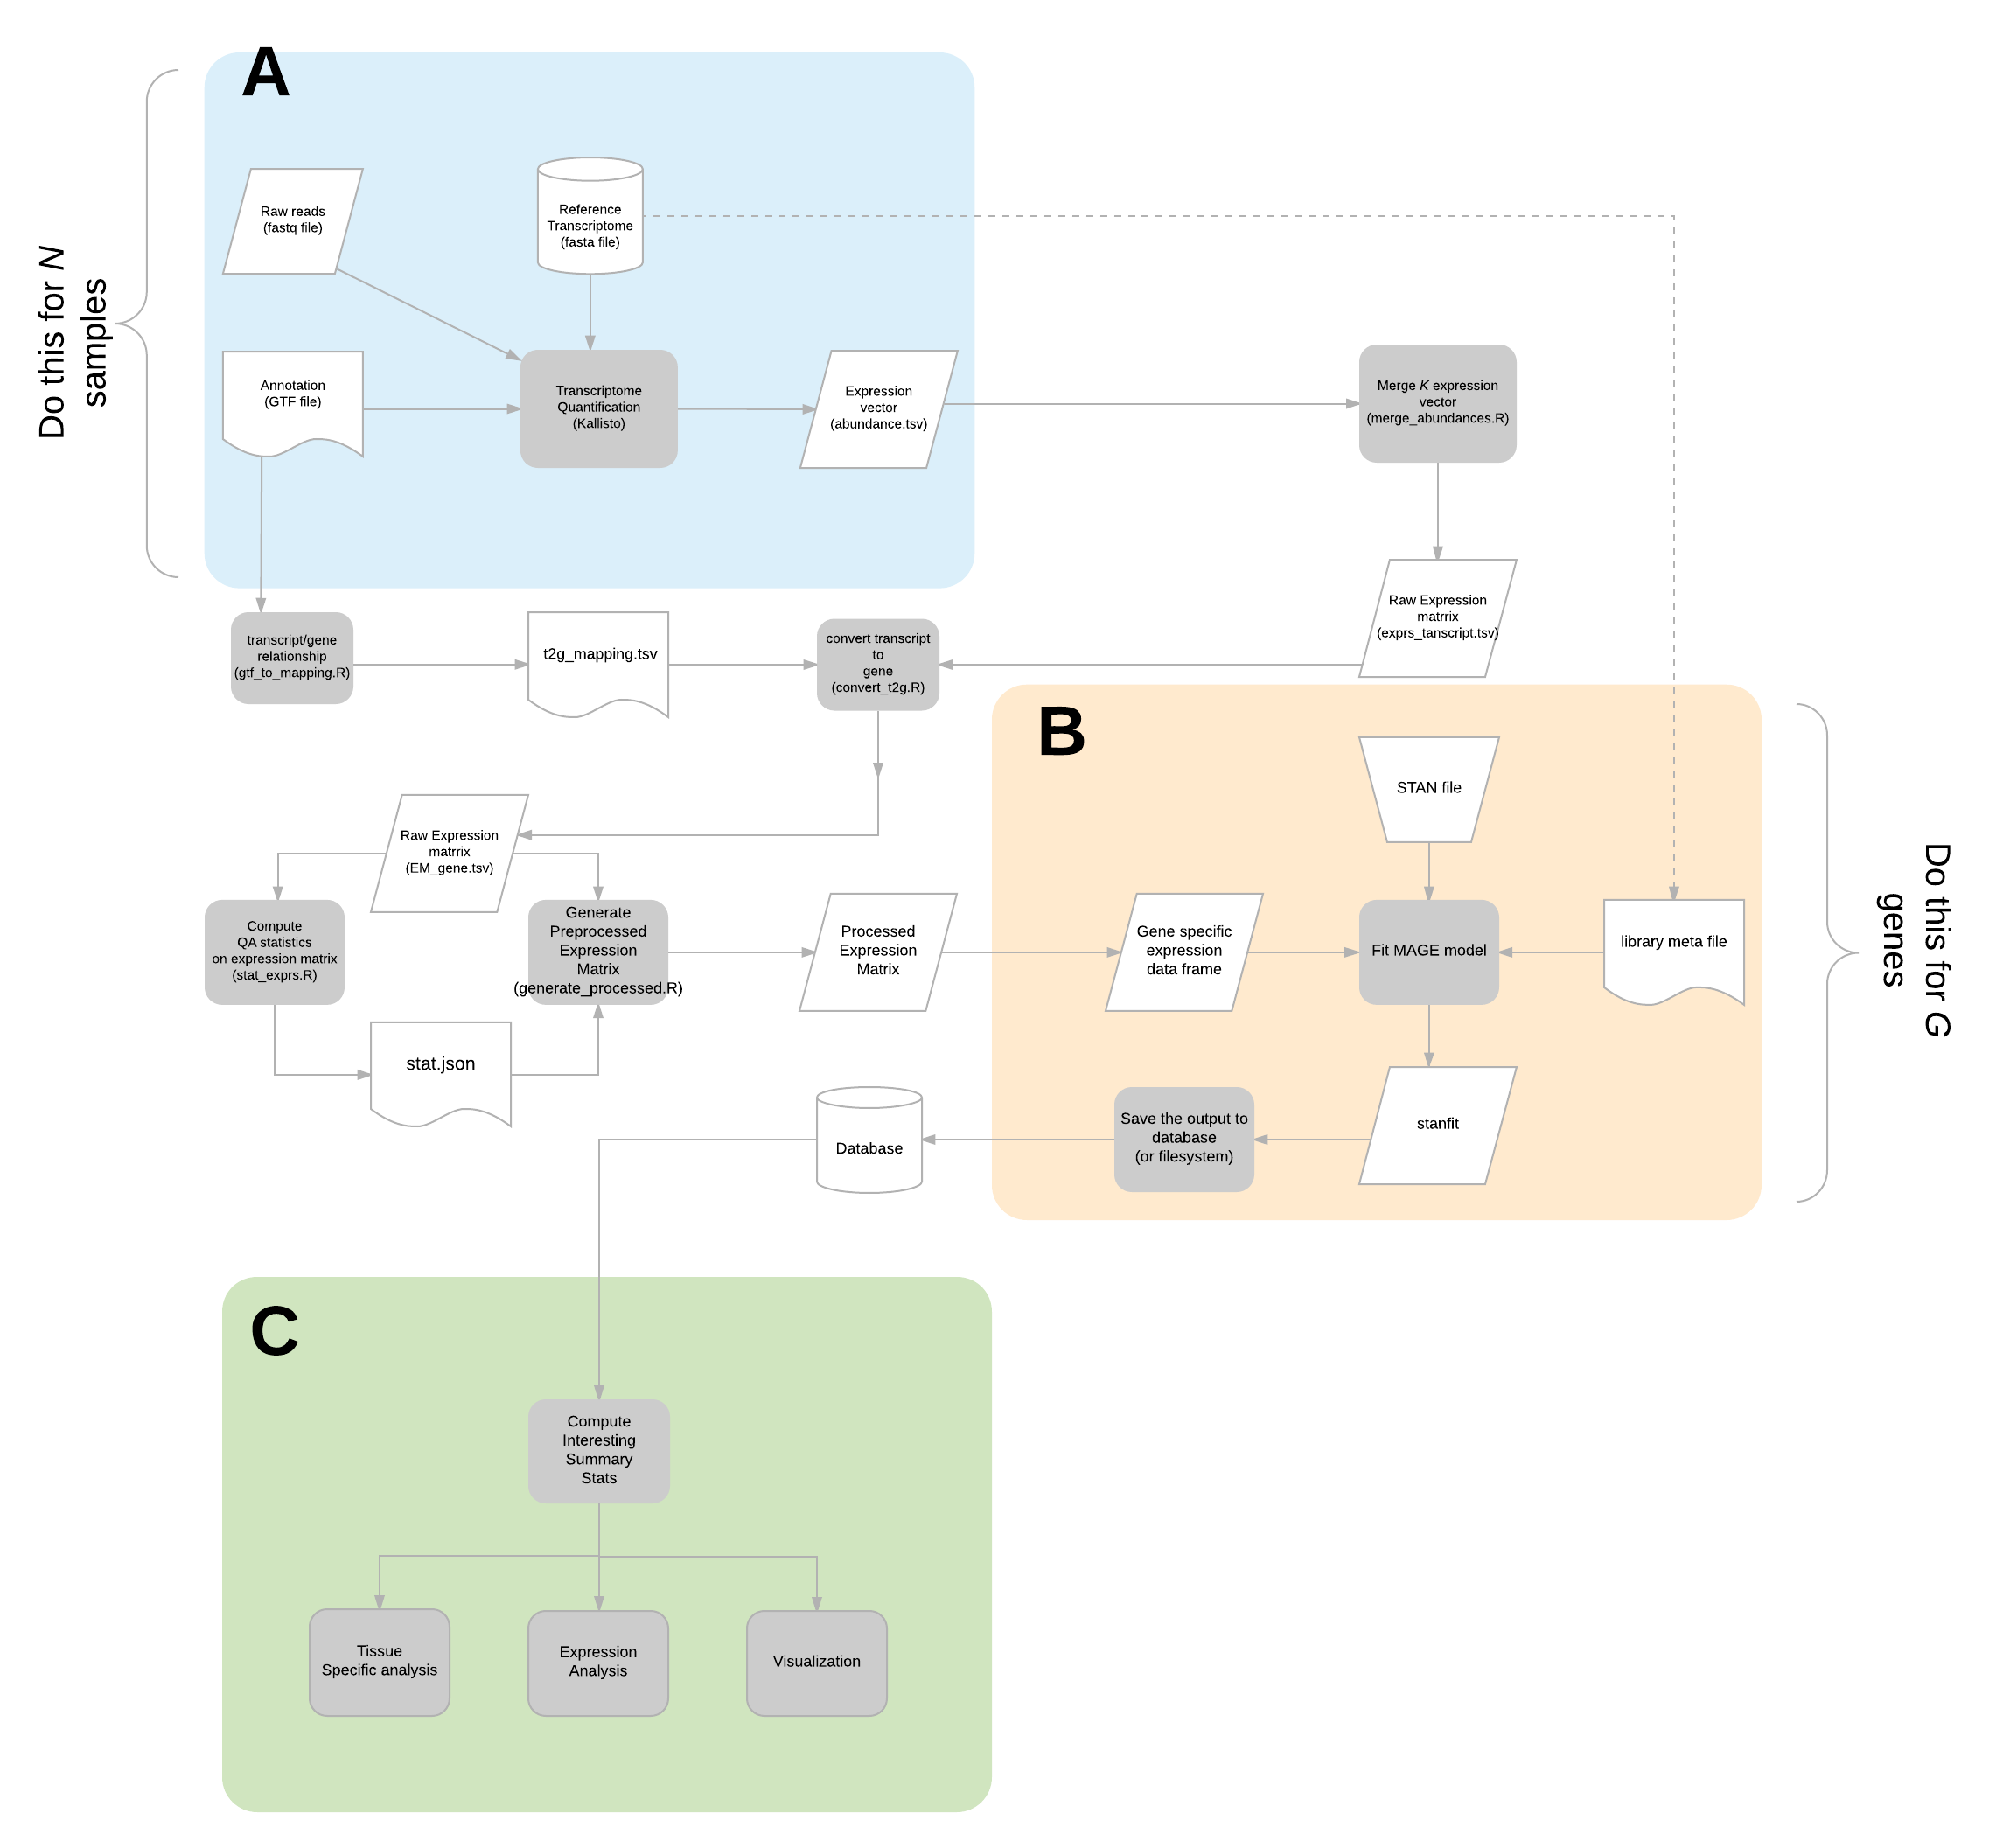 A
Do this for N
samples
Raw reads
(fastq file)
Reference
Transcriptome
(fasta file)
Annotation
(GTF file)
Transcriptome
Quantification
(Kallisto)
Expression
vector
(abundance.tsv)
Merge K expression
vector
(merge_abundances.R)
Raw Expression
matrrix
(exprs_tanscript.tsv)
transcript/gene
relationship
(gtf_to_mapping.R)
t2g_mapping.tsv
convert transcript
to
gene
(convert_t2g.R)
B
Do this for G
genes
STAN file
Raw Expression
matrrix
(EM_gene.tsv)
Compute
QA statistics
on expression matrix
(stat_exprs.R)
Generate
Preprocessed
Expression
Matrix
(generate_processed.R)
Processed
Expression
Matrix
Gene specific
expression
data frame
Fit MAGE model
library meta file
stat.json
Database
Save the output to
database
(or filesystem)
stanfit
C
Compute
Interesting
Summary
Stats
Tissue
Specific analysis
Expression
Analysis
Visualization